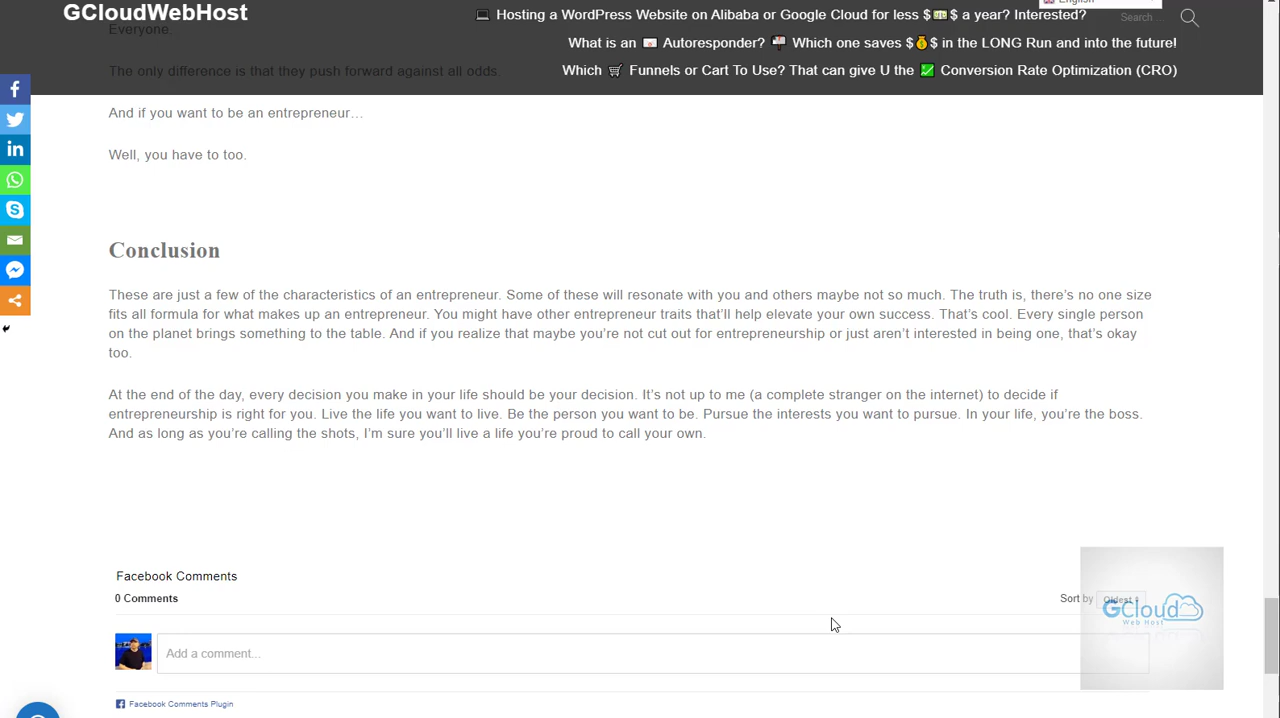 GCloudWebHost
Hosting a WordPress Website on Alibaba or Google Cloud for less $💵$ a year? Interested?
English
Search ...
Everyone.
What is an Autoresponder? Which one saves $💰$ in the LONG Run and into the future!
The only difference is that they push forward against all odds.
Which 🛒 Funnels or Cart To Use? That can give U the 💹 Conversion Rate Optimization (CRO)
And if you want to be an entrepreneur…
Well, you have to too.
Conclusion
These are just a few of the characteristics of an entrepreneur. Some of these will resonate with you and others maybe not so much. The truth is, there’s no one size
fits all formula for what makes up an entrepreneur. You might have other entrepreneur traits that’ll help elevate your own success. That’s cool. Every single person
on the planet brings something to the table. And if you realize that maybe you’re not cut out for entrepreneurship or just aren’t interested in being one, that’s okay
too.
At the end of the day, every decision you make in your life should be your decision. It’s not up to me (a complete stranger on the internet) to decide if
entrepreneurship is right for you. Live the life you want to live. Be the person you want to be. Pursue the interests you want to pursue. In your life, you’re the boss.
And as long as you’re calling the shots, I’m sure you’ll live a life you’re proud to call your own.
Facebook Comments
0 Comments
Sort by Oldest
GCloud
Web Host
Add a comment...
Facebook Comments Plugin